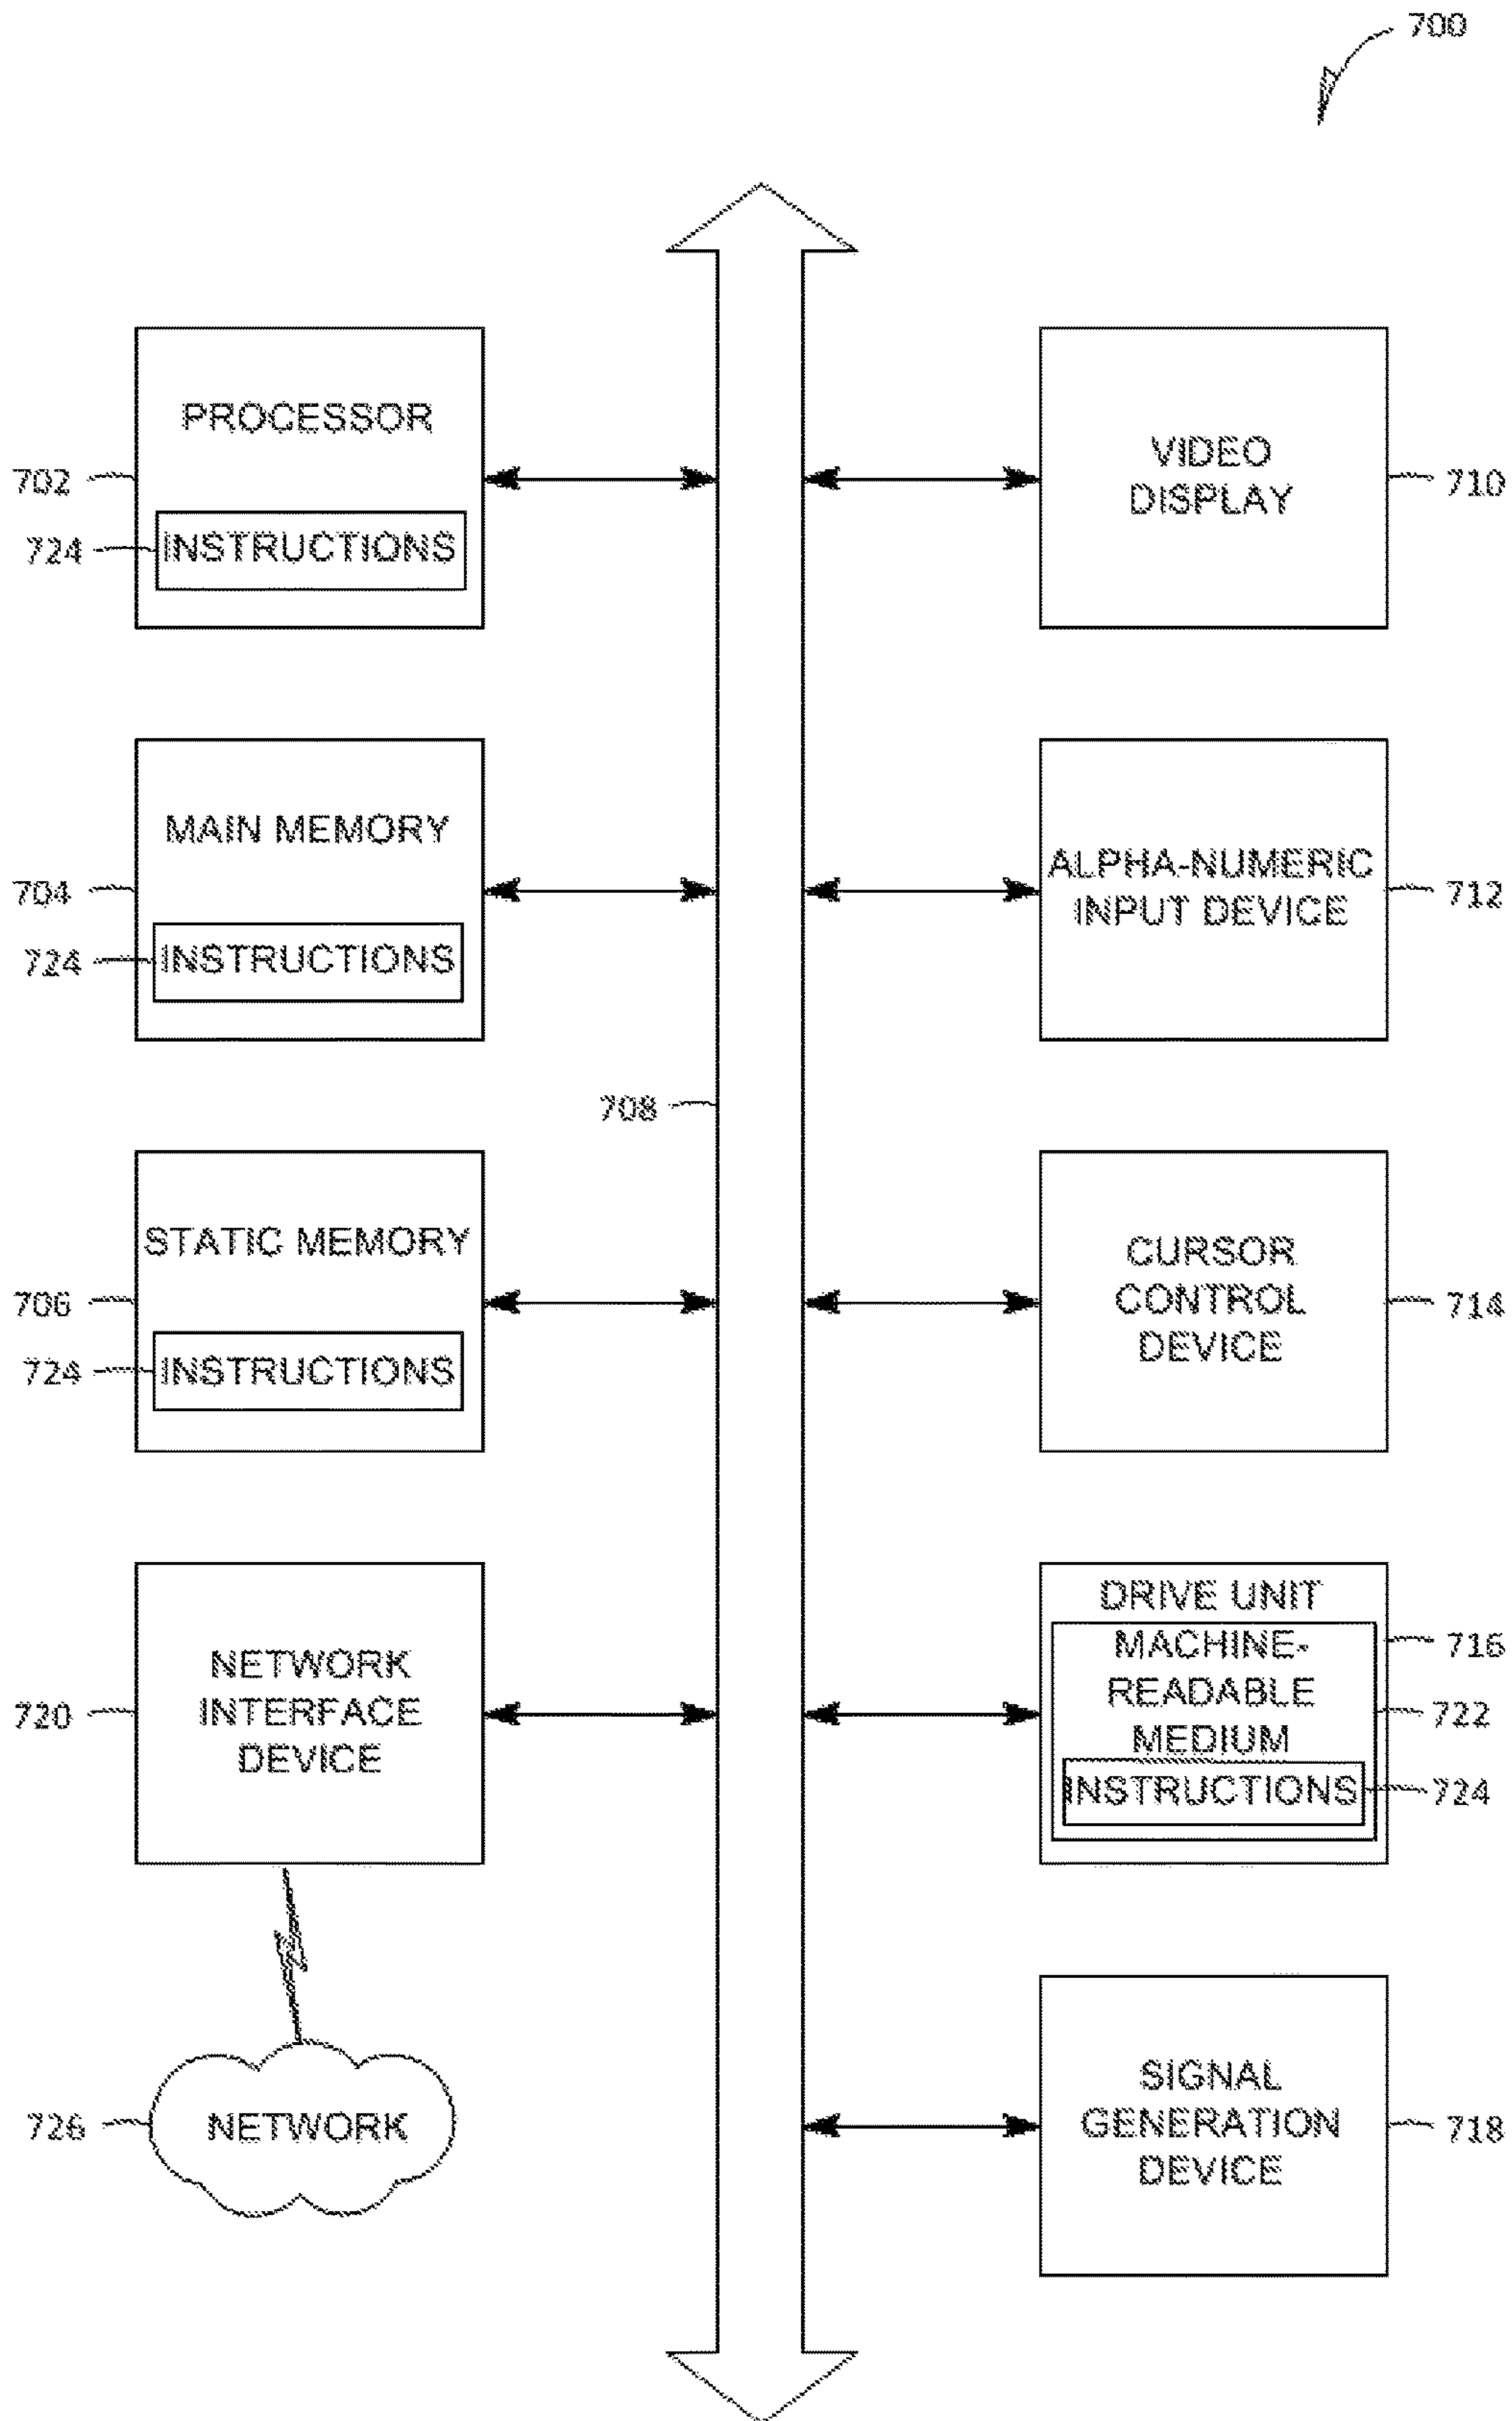 700
PROCESSOR
702
724
INSTRUCTIONS
VIDEO
DISPLAY
710
MAIN MEMORY
704
724
INSTRUCTIONS
ALPHA-NUMERIC
INPUT DEVICE
712
708
STATIC MEMORY
706
724
INSTRUCTIONS
CURSOR
CONTROL
DEVICE
714
NETWORK
INTERFACE
DEVICE
720
DRIVE UNIT
716
MACHINE-
READABLE
MEDIUM
722
INSTRUCTIONS
724
NETWORK
726
SIGNAL
GENERATION
DEVICE
718